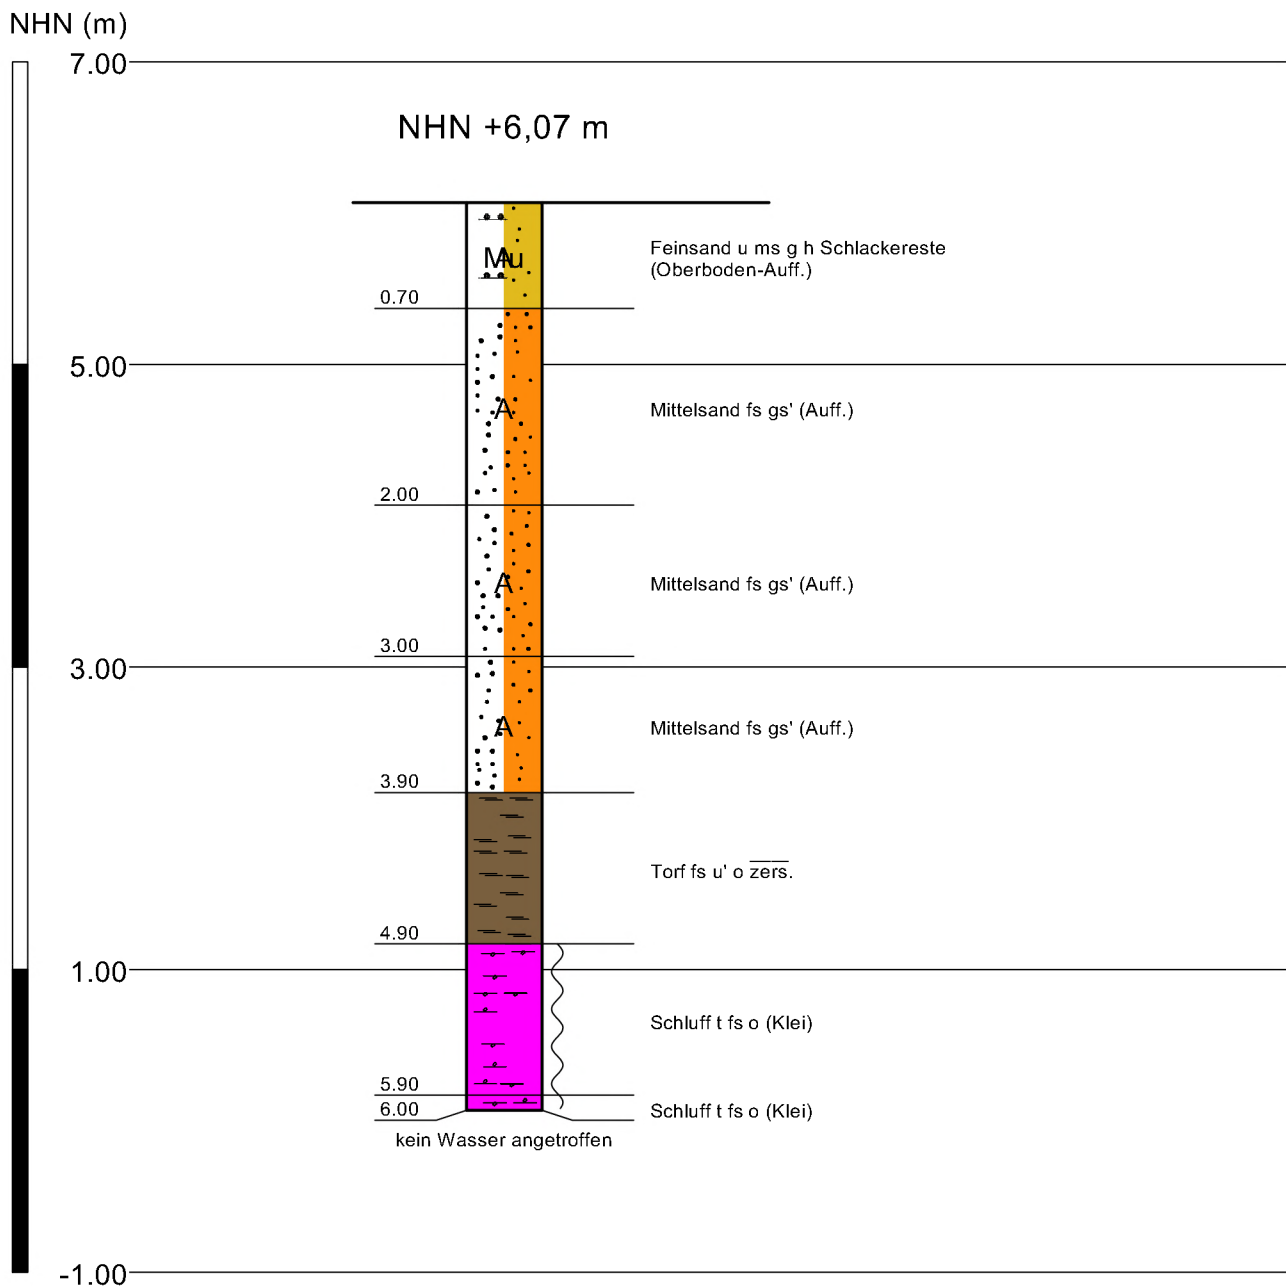 NHN (m)
7.00
NHN +6,07 m
Mu
A
Feinsand u ms g h Schlackereste
(Oberboden-Auff.)
0.70
5.00
A
Mittelsand fs gs' (Auff.)
2.00
A
Mittelsand fs gs' (Auff.)
3.00
3.00
A
Mittelsand fs gs' (Auff.)
3.90
Torf fs u' o zers.
4.90
1.00
Schluff t fs o (Klei)
5.90
6.00
Schluff t fs o (Klei)
kein Wasser angetroffen
-1.00